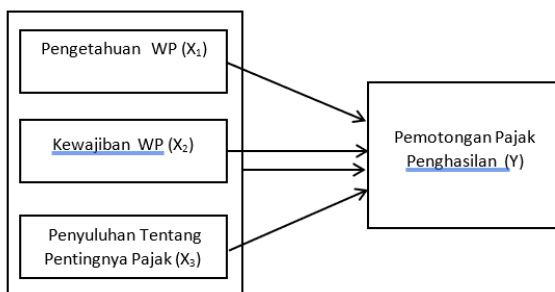 Pengetahuan WP (X₁)
Kewajiban WP (X₂)
Penyuluhan Tentang
Pentingnya Pajak (X₃)
Pemotongan Pajak
Penghasilan (Y)